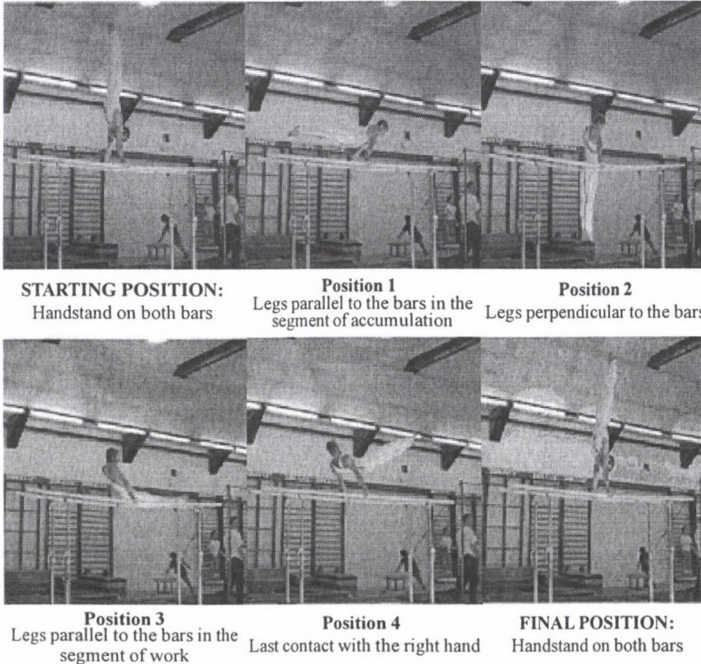 STARTING POSITION:
Handstand on both bars
Position 1
Legs parallel to the bars in the
segment of accumulation
Position 2
Legs perpendicular to the bars
Position 3
Legs parallel to the bars in the
segment of work
Position 4
Last contact with the right hand
FINAL POSITION:
Handstand on both bars